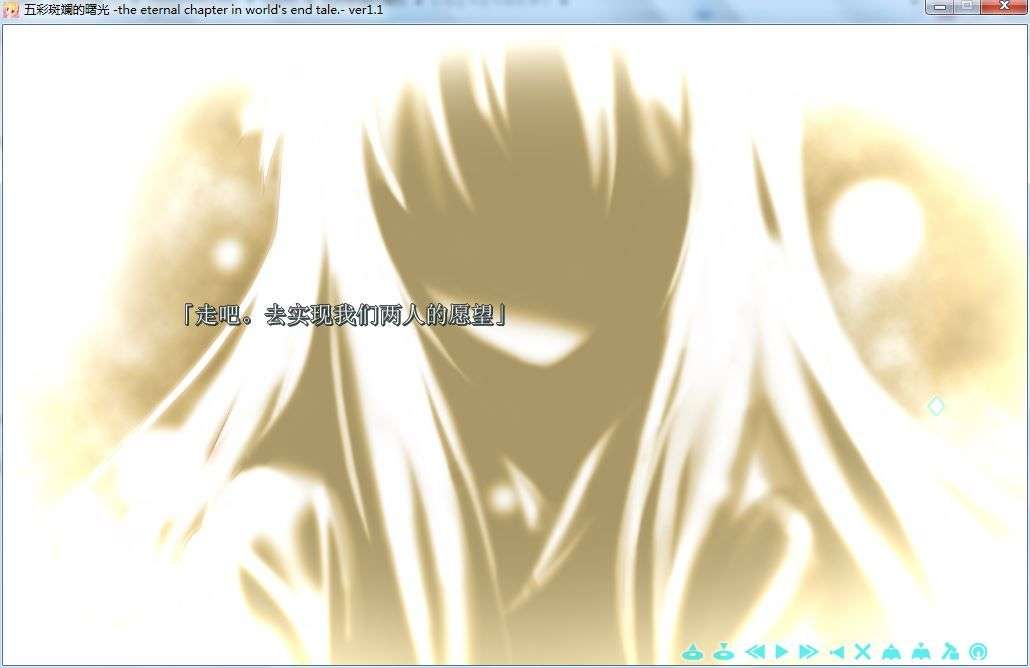 五彩斑斓的曙光 -the eternal chapter in world's end tale.- ver1.1
「走吧。去实现我们两人的愿望」